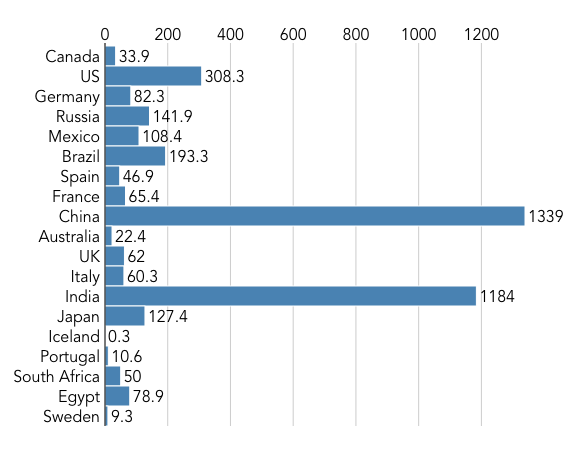 0 200 400 600 800 1000 1200
Canada 33.9
US 308.3
Germany 82.3
Russia 141.9
Mexico 108.4
Brazil 193.3
Spain 46.9
France 65.4
China 1339
Australia 22.4
UK 62
Italy 60.3
India 1184
Japan 127.4
Iceland 0.3
Portugal 10.6
South Africa 50
Egypt 78.9
Sweden 9.3